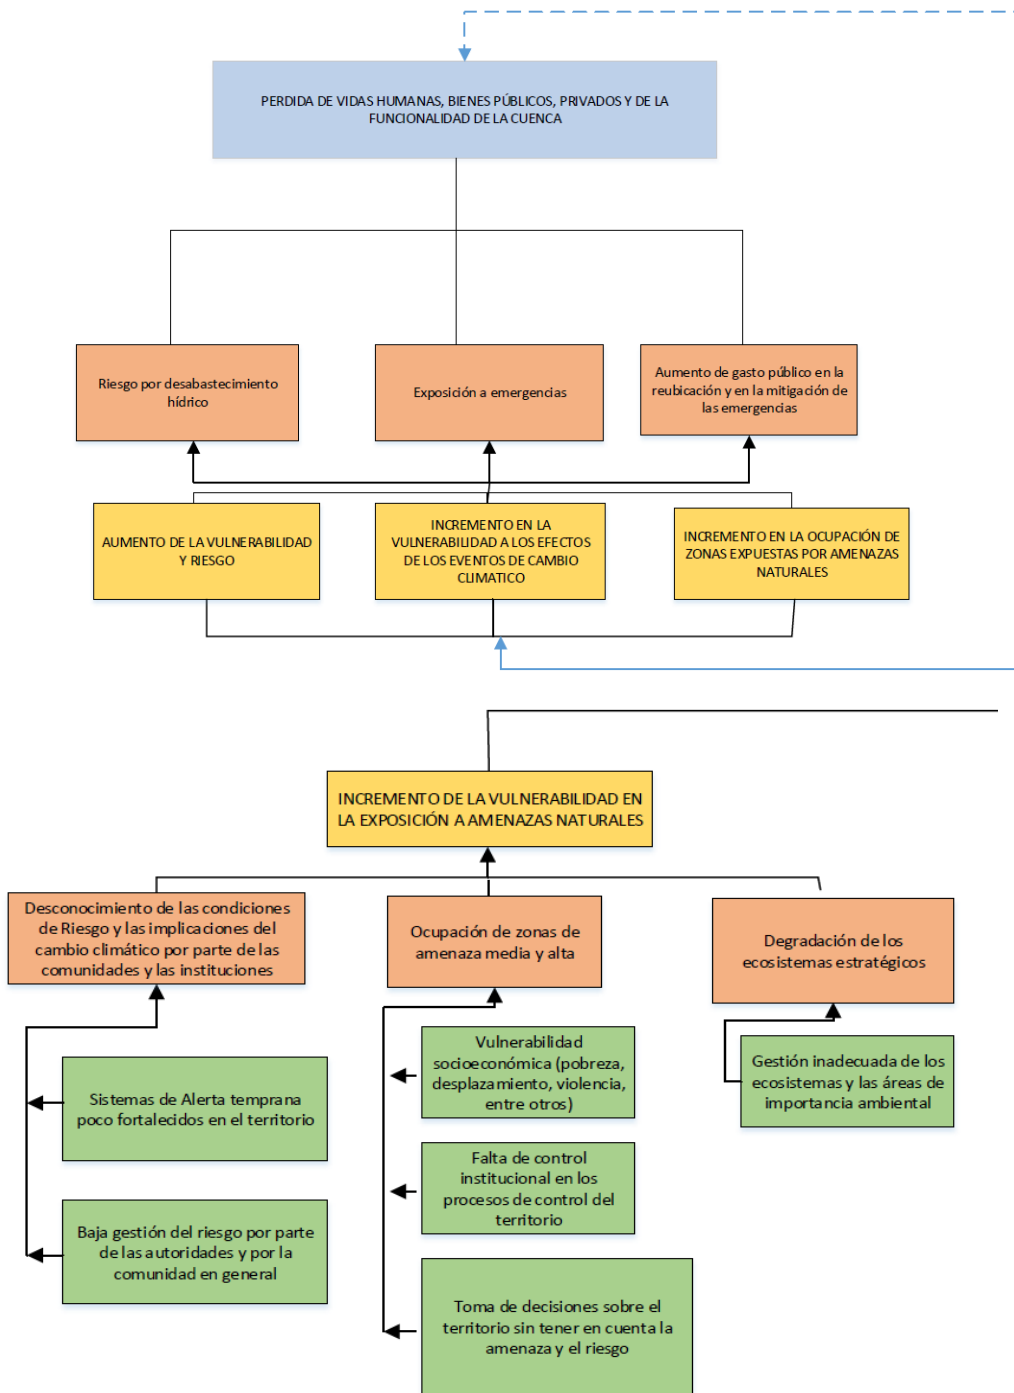 PERDIDA DE VIDAS HUMANAS, BIENES PÚBLICOS, PRIVADOS Y DE LA
FUNCIONALIDAD DE LA CUENCA
Riesgo por desabastecimiento
hídrico
Exposición a emergencias
Aumento de gasto público en la
reubicación y en la mitigación de
las emergencias
AUMENTO DE LA VULNERABILIDAD
Y RIESGO
INCREMENTO EN LA
VULNERABILIDAD A LOS EFECTOS
DE LOS EVENTOS DE CAMBIO
CLIMATICO
INCREMENTO EN LA OCUPACIÓN DE
ZONAS EXPUESTAS POR AMENAZAS
NATURALES
INCREMENTO DE LA VULNERABILIDAD EN
LA EXPOSICIÓN A AMENAZAS NATURALES
Desconocimiento de las condiciones
de Riesgo y las implicaciones del
cambio climático por parte de las
comunidades y las instituciones
Ocupación de zonas de
amenaza media y alta
Degradación de los
ecosistemas estratégicos
Sistemas de Alerta temprana
poco fortalecidos en el territorio
Baja gestión del riesgo por parte
de las autoridades y por la
comunidad en general
Vulnerabilidad
socioeconómica (pobreza,
desplazamiento, violencia,
entre otros)
Falta de control
institucional en los
procesos de control del
territorio
Toma de decisiones sobre el
territorio sin tener en cuenta la
amenaza y el riesgo
Gestión inadecuada de los
ecosistemas y las áreas de
importancia ambiental